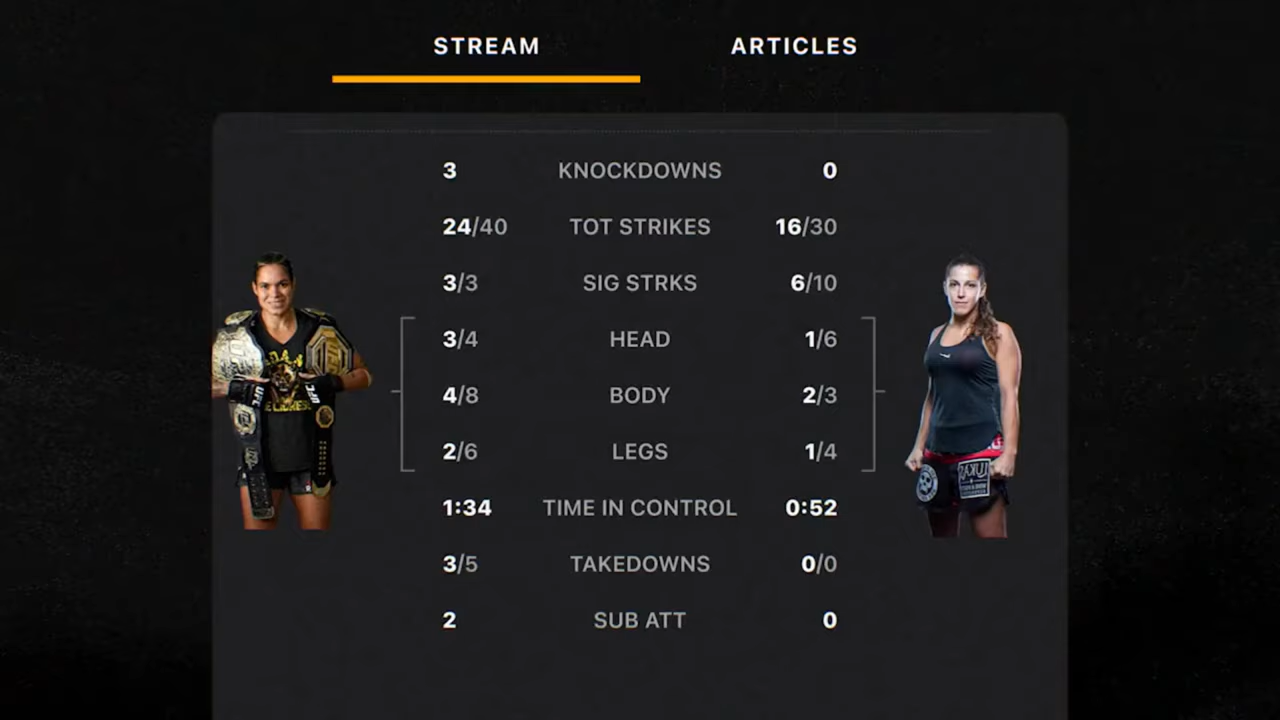 STREAM ARTICLES
3 KNOCKDOWNS 0
24/40 TOT STRIKES 16/30
3/3 SIG STRKS 6/10
3/4 HEAD 1/6
4/8 BODY 2/3
2/6 LEGS 1/4
1:34 TIME IN CONTROL 0:52
3/5 TAKEDOWNS 0/0
2 SUB ATT 0